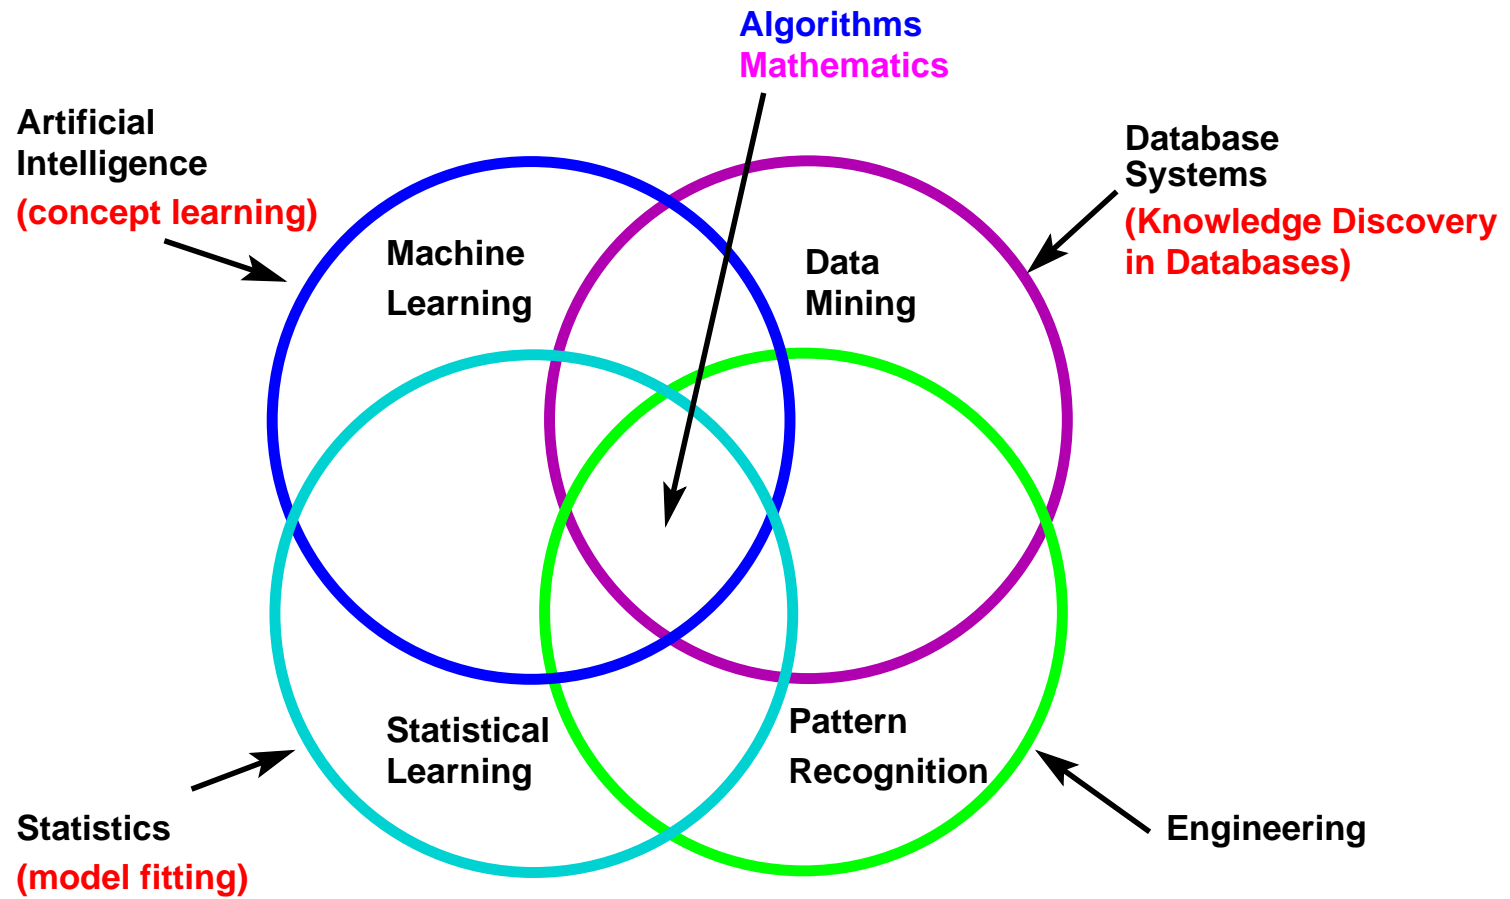 Algorithms
Mathematics
Artificial
Intelligence
(concept learning)
Database
Systems
(Knowledge Discovery
in Databases)
Machine
Learning
Data
Mining
Statistical
Learning
Pattern
Recognition
Statistics
(model fitting)
Engineering